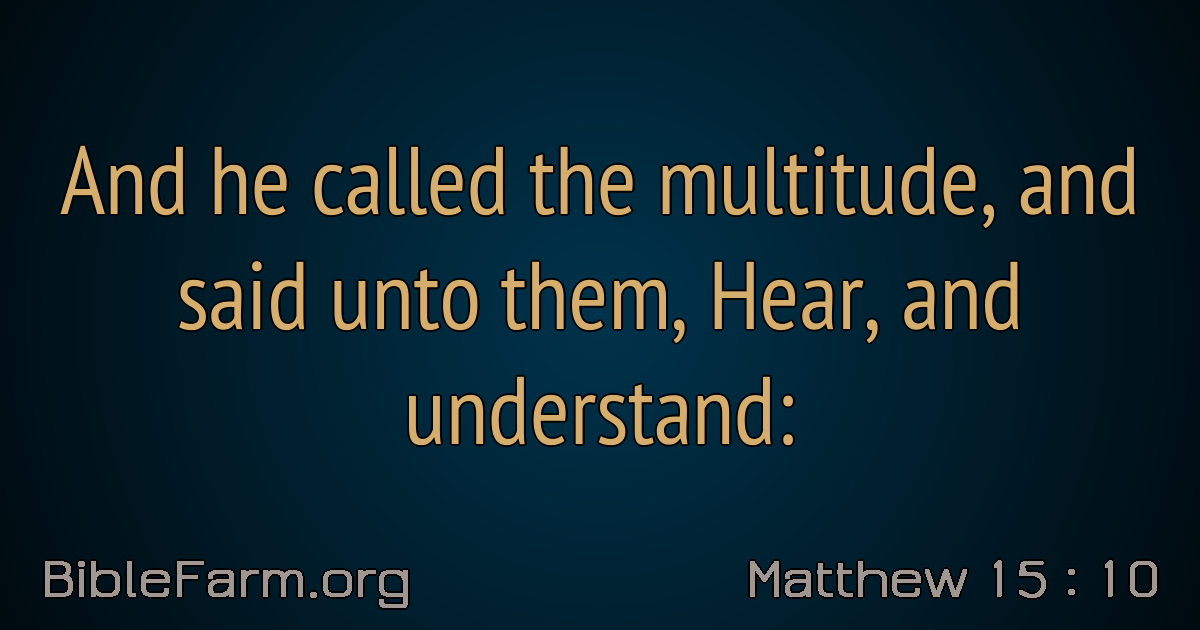 And he called the multitude, and
said unto them, Hear, and
understand:
BibleFarm.org
Matthew 15 : 10